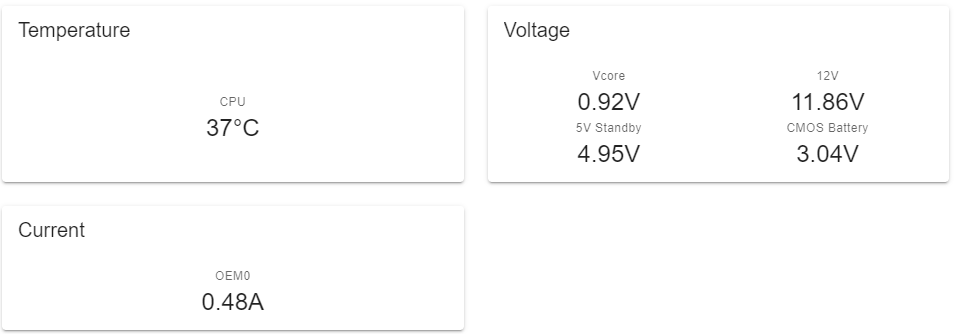 Temperature
CPU
37°C
Voltage
Vcore
12V
0.92V
11.86V
5V Standby
CMOS Battery
4.95V
3.04V
Current
OEM0
0.48A